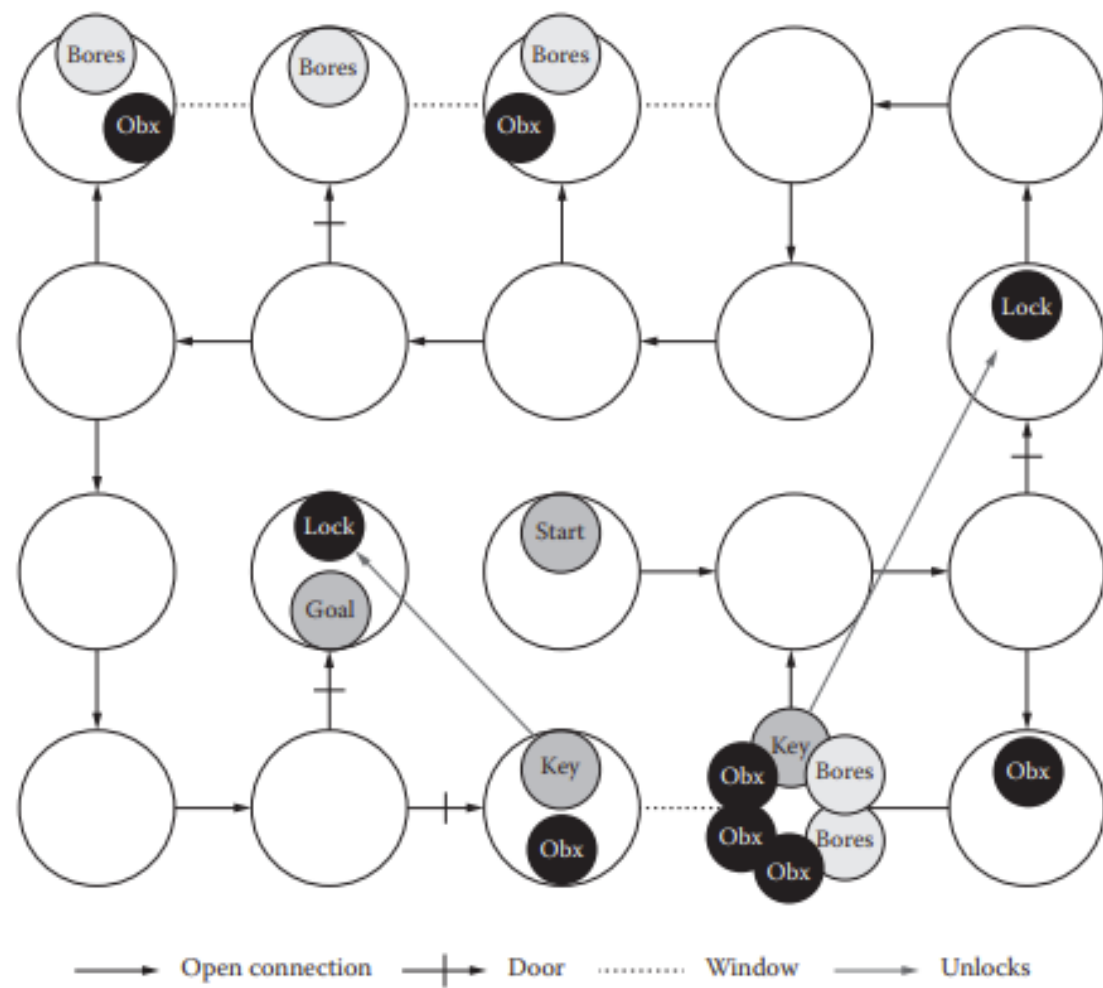 Bores
Bores
Bores
Obx
Obx
Lock
Lock
Start
Goal
Key
Key
Obx
Bores
Obx
Obx
Bores
Obx
Obx
Open connection Door Window Unlocks